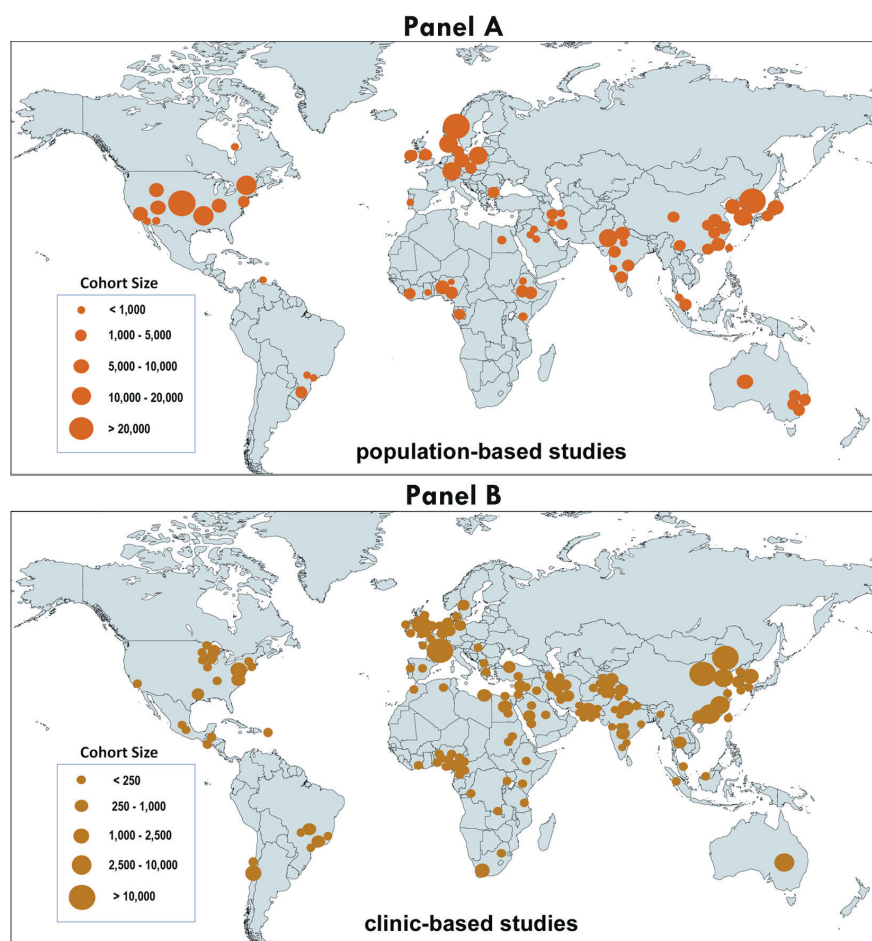 Panel A
Cohort Size
< 1,000
1,000 - 5,000
5,000 - 10,000
10,000 - 20,000
> 20,000
population-based studies
Panel B
Cohort Size
< 250
250 - 1,000
1,000 - 2,500
2,500 - 10,000
> 10,000
clinic-based studies